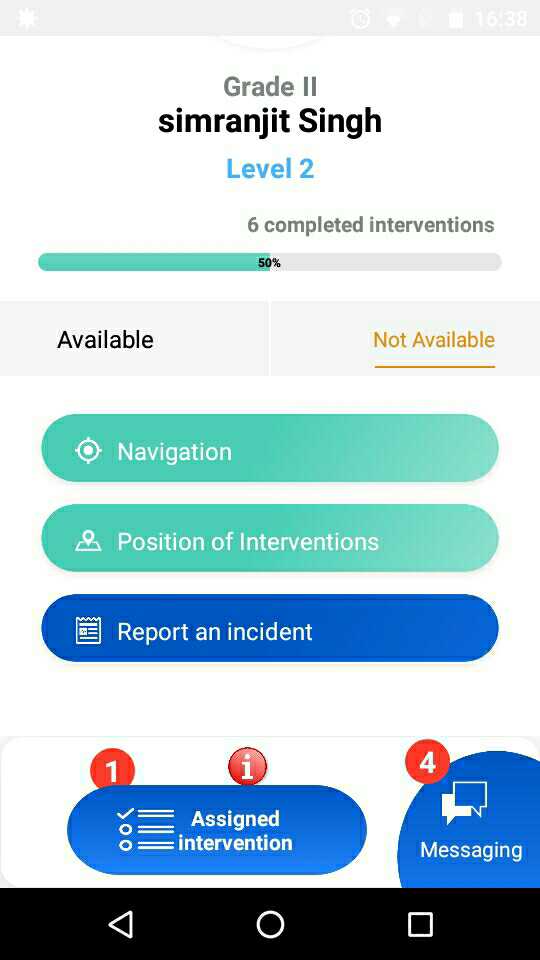 16:38
Grade II
simranjit Singh
Level 2
6 completed interventions
50%
Available
Not Available
Navigation
Position of Interventions
Report an incident
1
i
4
Assigned
intervention
Messaging